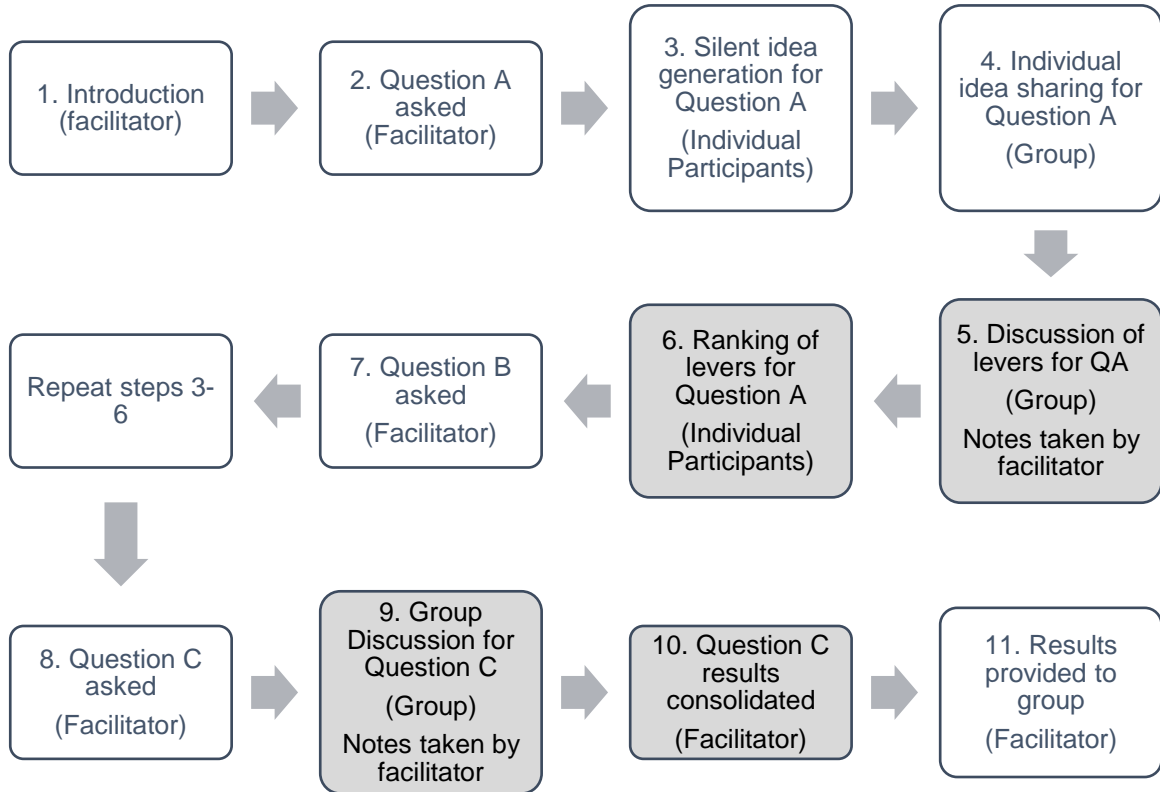 1. Introduction
(facilitator)
2. Question A
asked
(Facilitator)
3. Silent idea
generation for
Question A
(Individual
Participants)
4. Individual
idea sharing for
Question A
(Group)
5. Discussion of
levers for QA
(Group)
Notes taken by
facilitator
6. Ranking of
levers for
Question A
(Individual
Participants)
7. Question B
asked
(Facilitator)
Repeat steps 3-
6
8. Question C
asked
(Facilitator)
9. Group
Discussion for
Question C
(Group)
Notes taken by
facilitator
10. Question C
results
consolidated
(Facilitator)
11. Results
provided to
group
(Facilitator)